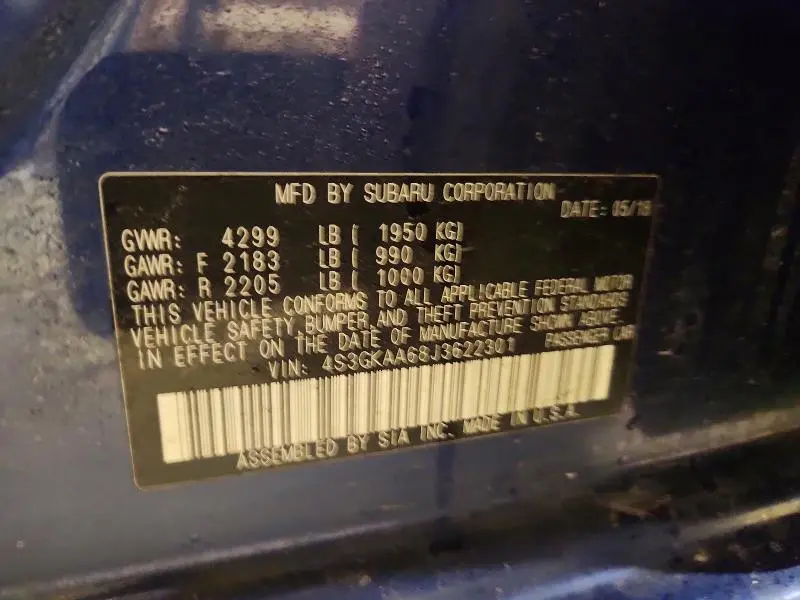 MFD BY SUBARU CORPORATION
DATE: 05/18
GVWR: 4299 LB ( 1950 KG)
GAWR: F 2183 LB ( 990 KG)
GAWR: R 2205 LB ( 1000 KG)
THIS VEHICLE CONFORMS TO ALL APPLICABLE FEDERAL MOTOR
VEHICLE SAFETY, BUMPER, AND THEFT PREVENTION STANDARDS
IN EFFECT ON THE DATE OF MANUFACTURE SHOWN ABOVE
VIN: 4S3GKAA68J3622301 PASSENGER CAR
ASSEMBLED BY SIA INC. MADE IN U.S.A.